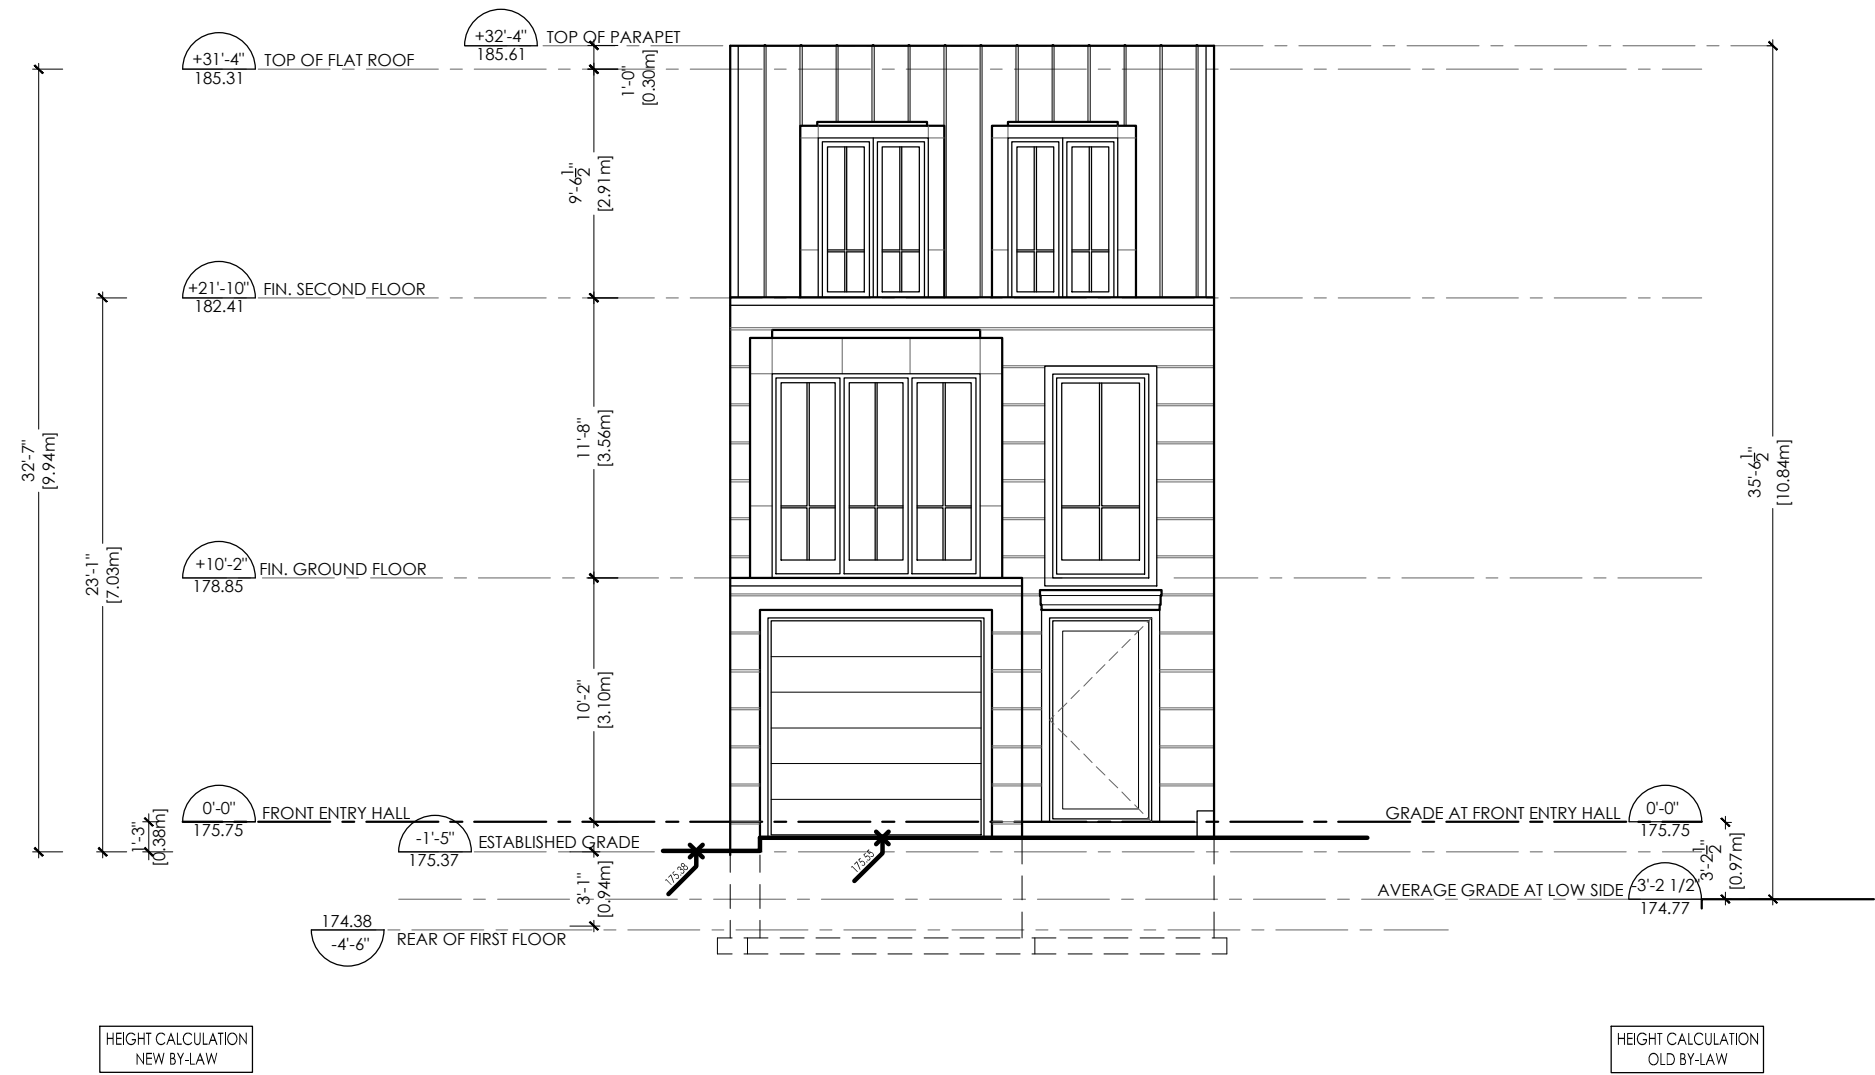 +32'-4" TOP OF PARAPET
185.61
+31'-4" TOP OF FLAT ROOF
185.31
1'-0"
[0.30m]
9'-6 1/2"
[2.91m]
+21'-10" FIN. SECOND FLOOR
182.41
32'-7"
[9.94m]
11'-8"
[3.56m]
35'-6 1/2"
[10.84m]
23'-1"
[7.03m]
+10'-2" FIN. GROUND FLOOR
178.85
10'-2"
[3.10m]
0'-0" FRONT ENTRY HALL
175.75
1'-3"
[0.38m]
-1'-5" ESTABLISHED GRADE
175.37
GRADE AT FRONT ENTRY HALL 0'-0"
175.75
175.38
175.55
3'-1"
[0.94m]
3'-2 1/2"
[0.97m]
AVERAGE GRADE AT LOW SIDE -3'-2 1/2"
174.77
174.38
-4'-6" REAR OF FIRST FLOOR
HEIGHT CALCULATION
NEW BY-LAW
HEIGHT CALCULATION
OLD BY-LAW